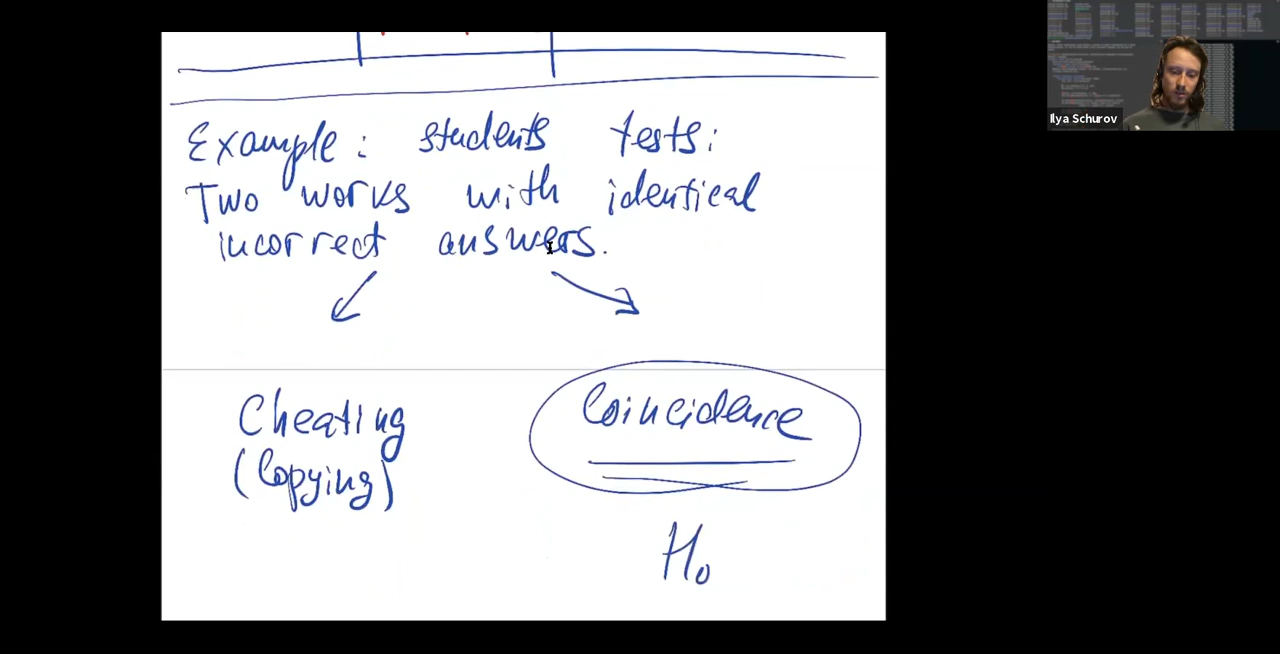 Example: students tests:
Two works with identical
incorrect answers.
Cheating
(Copying)
Coincidence
H₀
Ilya Schurov